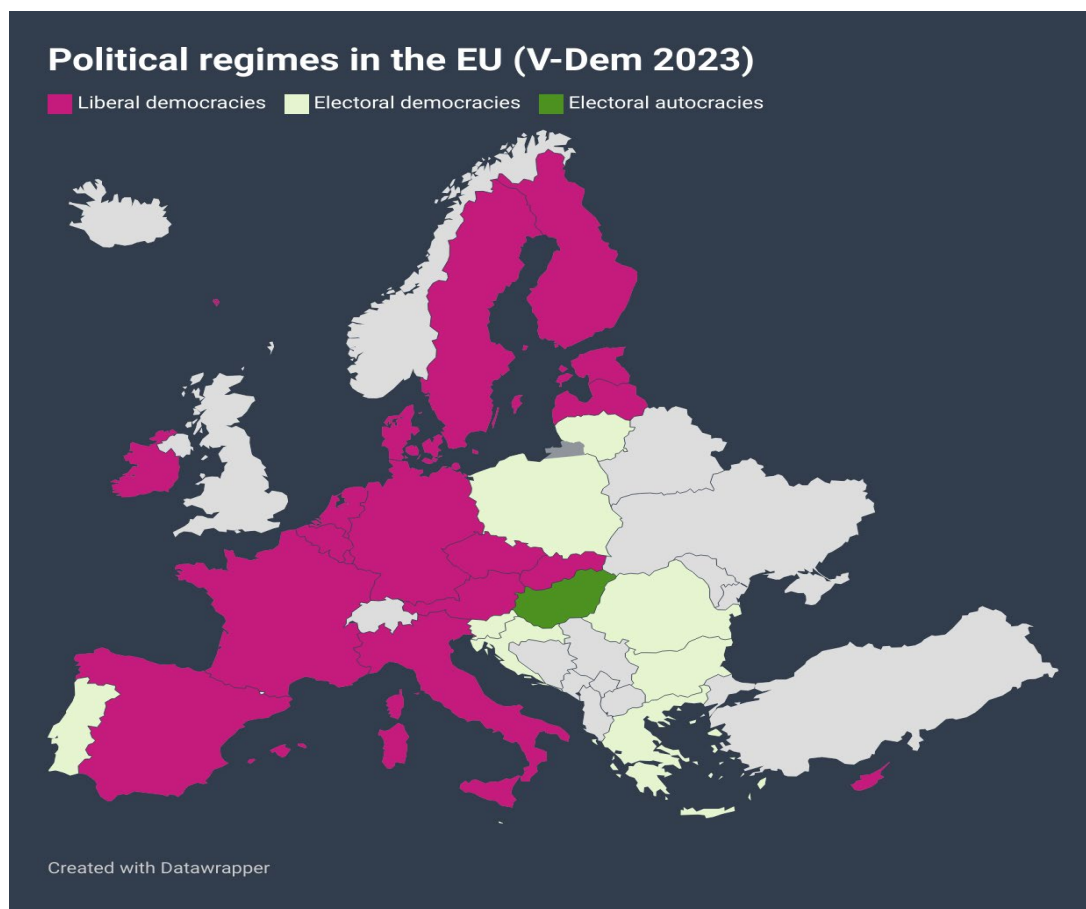 Political regimes in the EU (V-Dem 2023)
Liberal democracies Electoral democracies Electoral autocracies
Created with Datawrapper